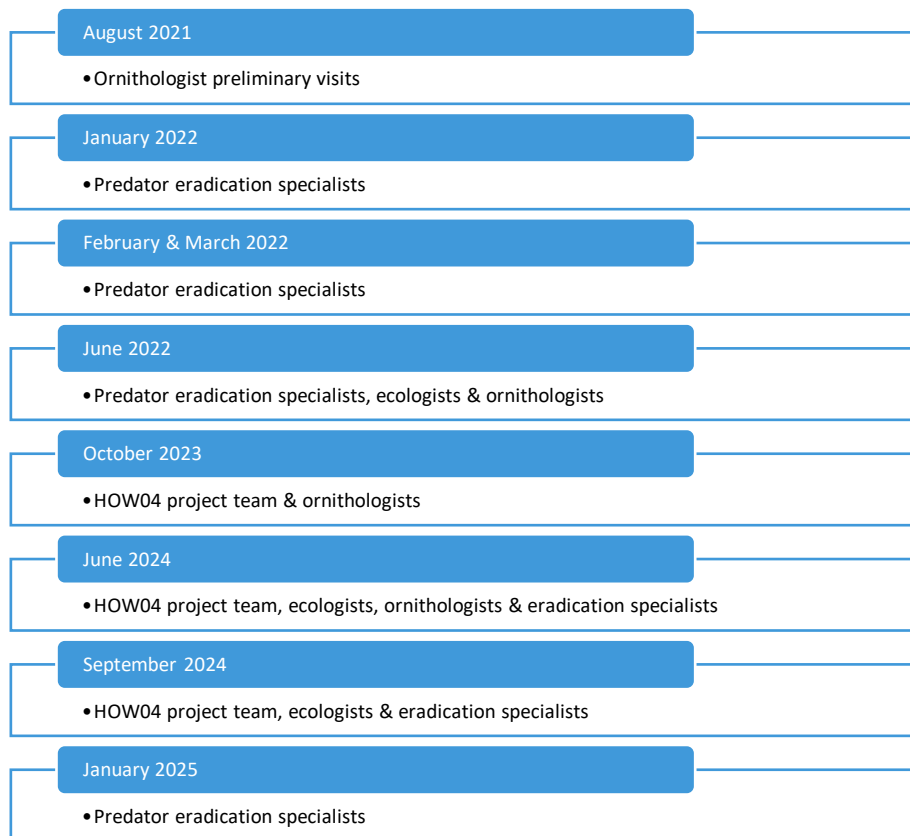 August 2021
•Ornithologist preliminary visits
January 2022
•Predator eradication specialists
February & March 2022
•Predator eradication specialists
June 2022
•Predator eradication specialists, ecologists & ornithologists
October 2023
•HOW04 project team & ornithologists
June 2024
•HOW04 project team, ecologists, ornithologists & eradication specialists
September 2024
•HOW04 project team, ecologists & eradication specialists
January 2025
•Predator eradication specialists